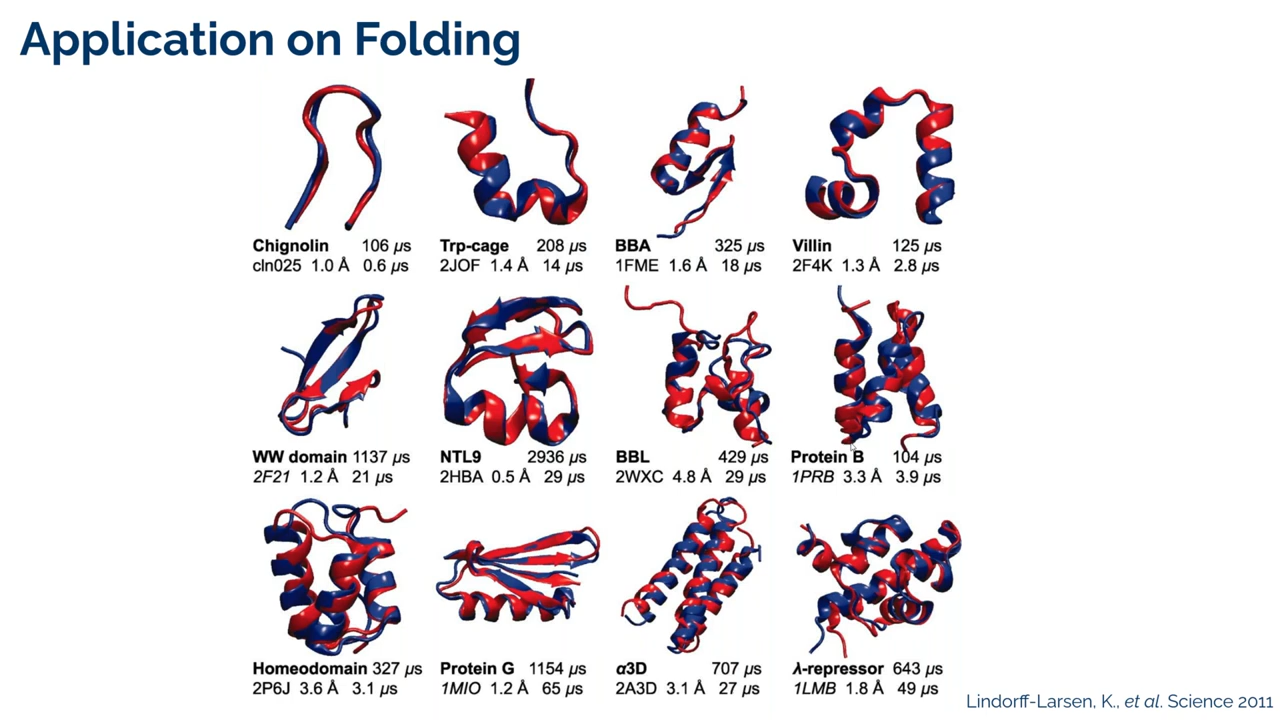 Application on Folding
Chignolin 106 µs
cln025 1.0 Å 0.6 µs
Trp-cage 208 µs
2JOF 1.4 Å 14 µs
BBA 325 µs
1FME 1.6 Å 18 µs
Villin 125 µs
2F4K 1.3 Å 2.8 µs
WW domain 1137 µs
2F21 1.2 Å 21 µs
NTL9 2936 µs
2HBA 0.5 Å 29 µs
BBL 429 µs
2WXC 4.8 Å 29 µs
Protein B 104 µs
1PRB 3.3 Å 3.9 µs
Homeodomain 327 µs
2P6J 3.6 Å 3.1 µs
Protein G 1154 µs
1MIO 1.2 Å 65 µs
α3D 707 µs
2A3D 3.1 Å 27 µs
λ-repressor 643 µs
1LMB 1.8 Å 49 µs
Lindorff-Larsen, K., et al. Science 2011